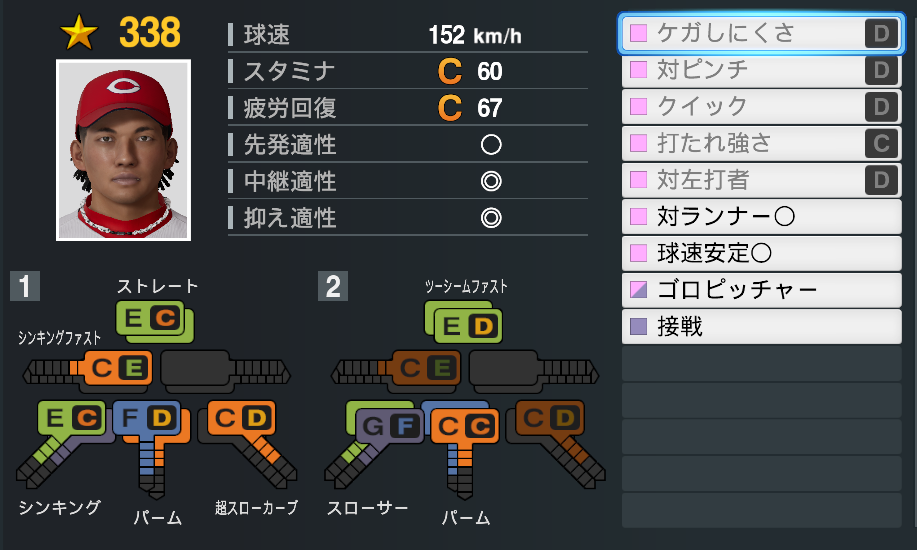 338
球速 152 km/h
スタミナ C 60
疲労回復 C 67
先発適性 ○
中継適性 ◎
抑え適性 ◎
ケガしにくさ D
対ピンチ D
クイック D
打たれ強さ C
対左打者 D
対ランナー○
球速安定○
ゴロピッチャー
接戦
1
ストレート
E C
シンキングファスト
C E
E C
F D
C D
シンキング
パーム
超スローカーブ
2
ツーシームファスト
E D
C E
G F
C C
C D
スローサー
パーム